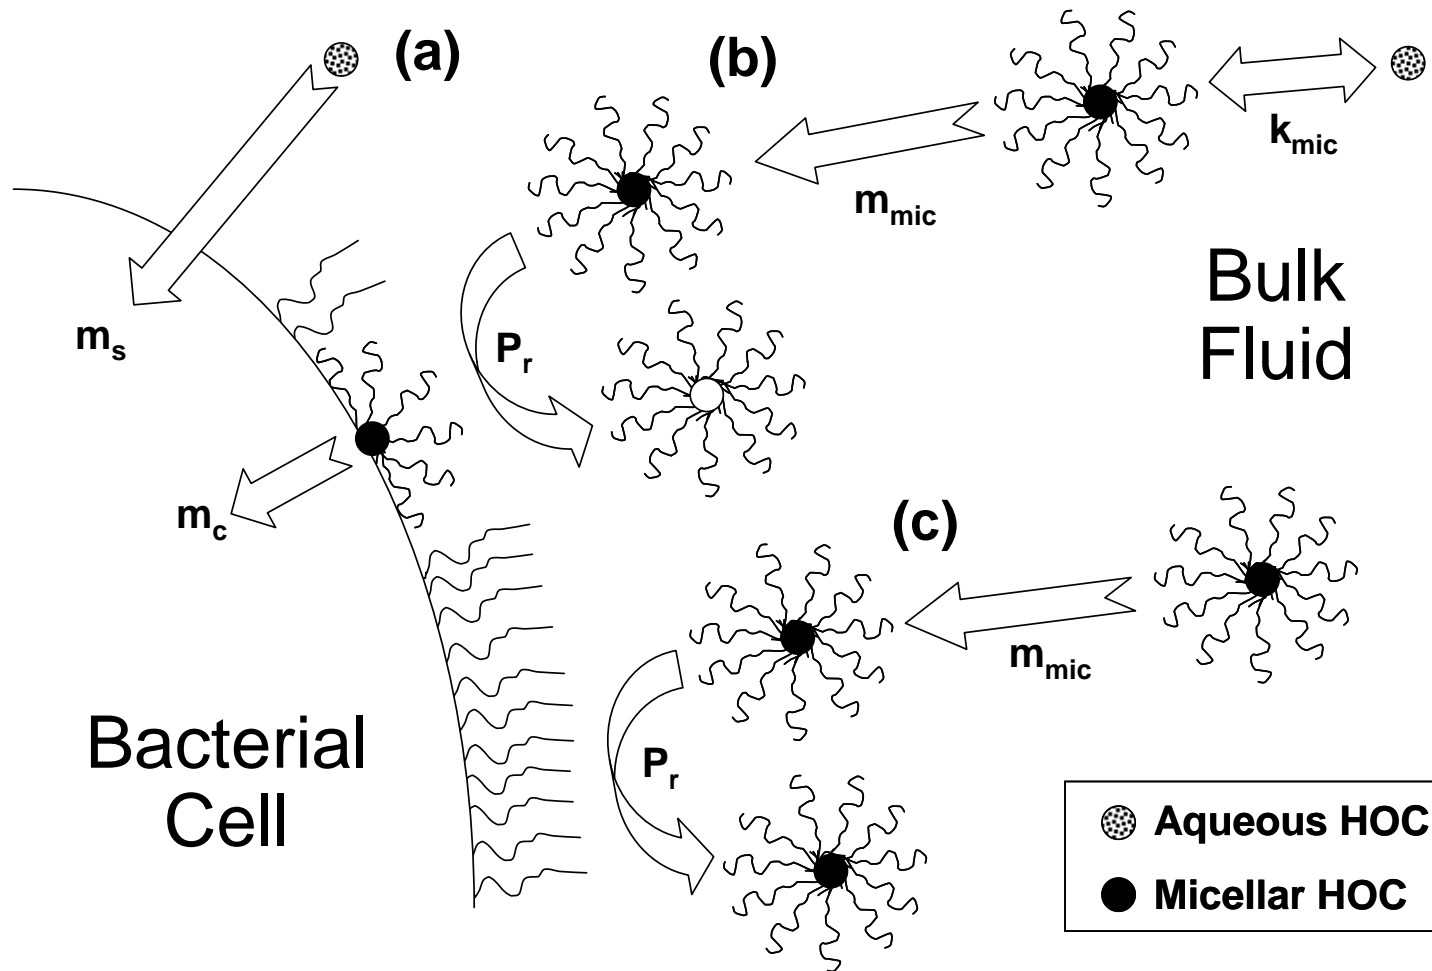 (a)
(b)
k_mic
m_mic
Bulk
Fluid
m_s
P_r
m_c
(c)
m_mic
Bacterial
Cell
P_r
Aqueous HOC
Micellar HOC